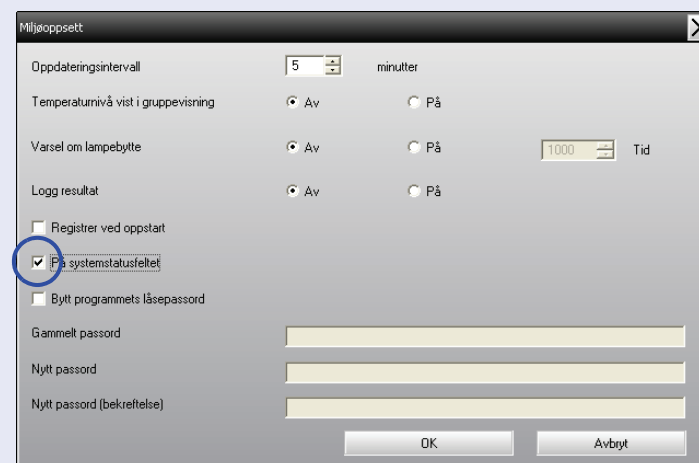 Miljøoppsett
Oppdateringsintervall 5 minutter
Temperaturnivå vist i gruppevisning Av På
Varsel om lampebytte Av På 1000 Tid
Logg resultat Av På
Registrer ved oppstart
På systemstatusfeltet
Bytt programmets låsepassord
Gammelt passord
Nytt passord
Nytt passord (bekreftelse)
OK Avbryt